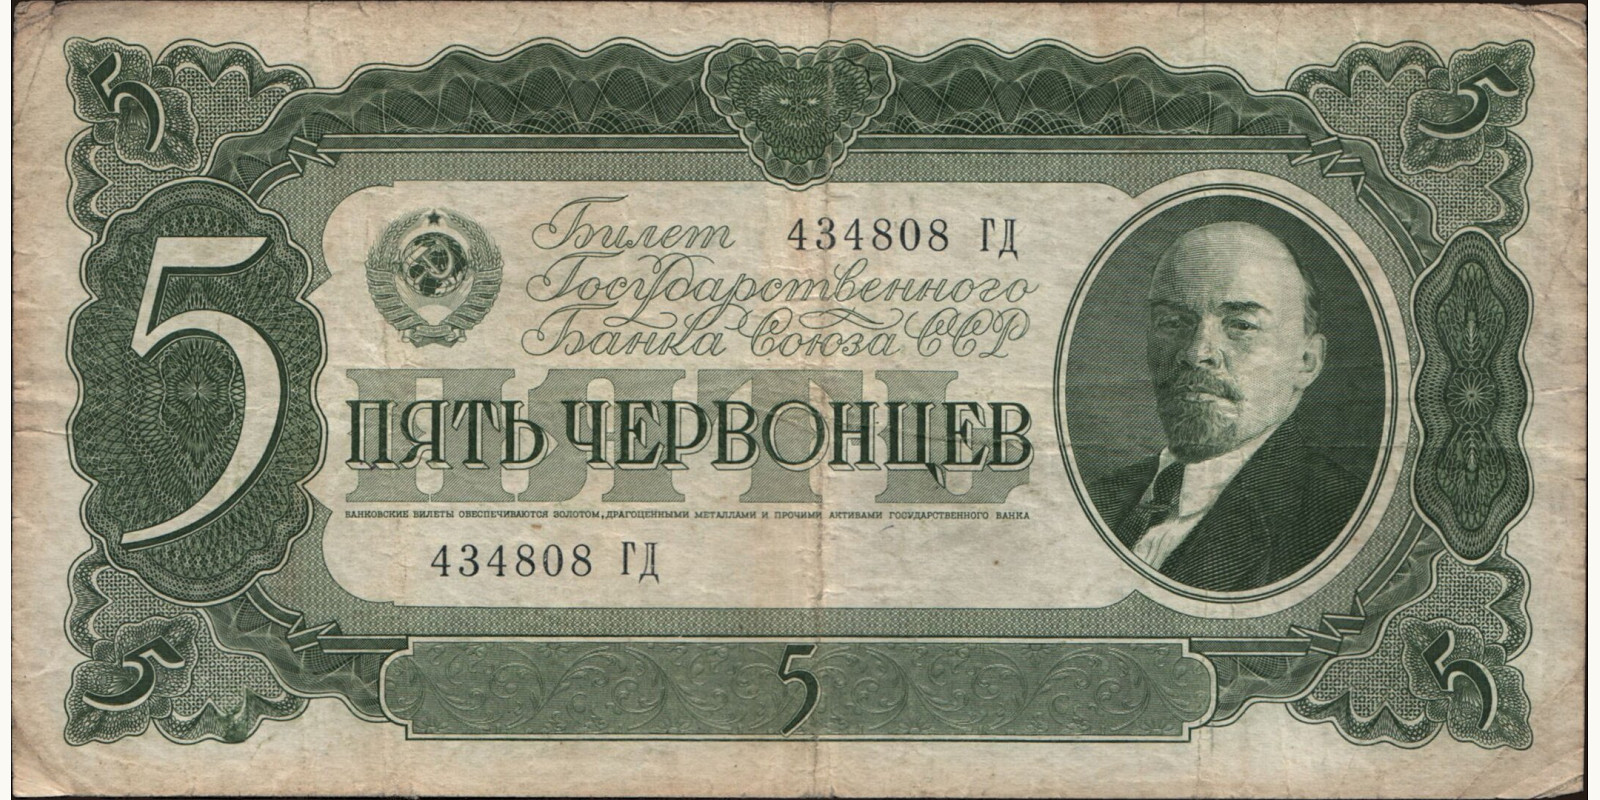 5
5
Билет 434808 ГД
Государственного
Банка Союза ССР
5
ПЯТЬ
ПЯТЬ ЧЕРВОНЦЕВ
БАНКОВСКИЕ БИЛЕТЫ ОБЕСПЕЧИВАЮТСЯ ЗОЛОТОМ, ДРАГОЦЕННЫМИ МЕТАЛЛАМИ И ПРОЧИМИ АКТИВАМИ ГОСУДАРСТВЕННОГО БАНКА
434808 ГД
5
5
5